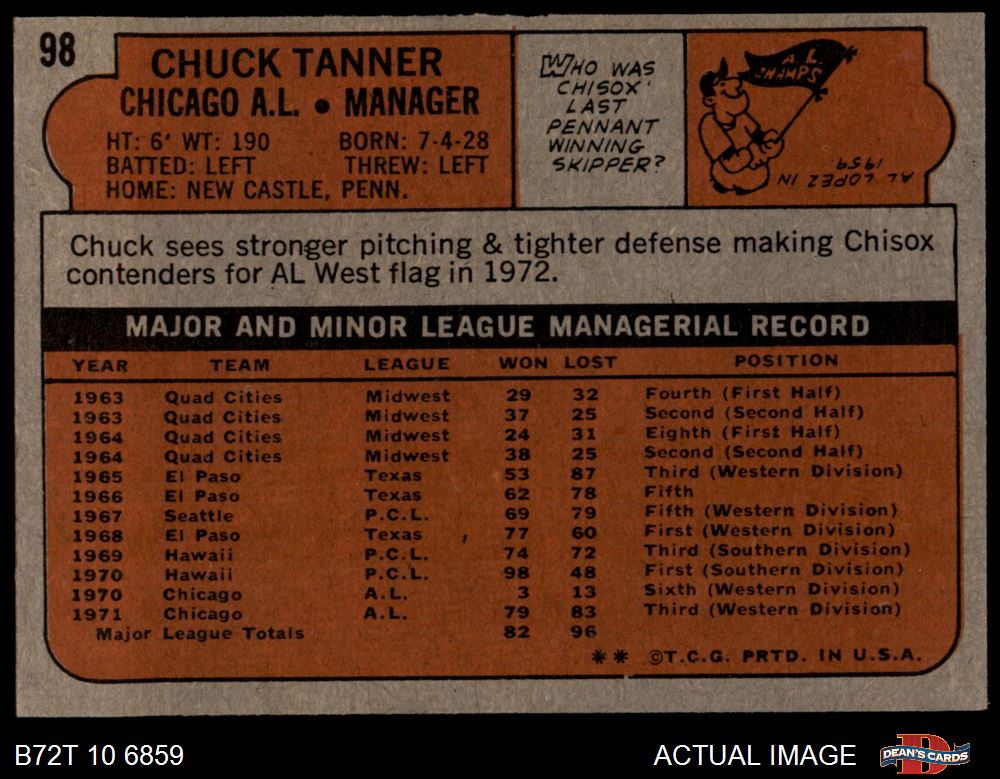 98
CHUCK TANNER
CHICAGO A.L. • MANAGER
HT: 6' WT: 190 BORN: 7-4-28
BATTED: LEFT THREW: LEFT
HOME: NEW CASTLE, PENN.
WHO WAS
CHISOX'
LAST
PENNANT
WINNING
SKIPPER?
A.L.
CHAMPS
AL LOPEZ IN
1959.
Chuck sees stronger pitching & tighter defense making Chisox
contenders for AL West flag in 1972.
MAJOR AND MINOR LEAGUE MANAGERIAL RECORD
YEAR TEAM LEAGUE WON LOST POSITION
1963 Quad Cities Midwest 29 32 Fourth (First Half)
1963 Quad Cities Midwest 37 25 Second (Second Half)
1964 Quad Cities Midwest 24 31 Eighth (First Half)
1964 Quad Cities Midwest 38 25 Second (Second Half)
1965 El Paso Texas 53 87 Third (Western Division)
1966 El Paso Texas 62 78 Fifth
1967 Seattle P.C.L. 69 79 Fifth (Western Division)
1968 El Paso Texas 77 60 First (Western Division)
1969 Hawaii P.C.L. 74 72 Third (Southern Division)
1970 Hawaii P.C.L. 98 48 First (Southern Division)
1970 Chicago A.L. 3 13 Sixth (Western Division)
1971 Chicago A.L. 79 83 Third (Western Division)
Major League Totals 82 96
** ©T.C.G. PRTD. IN U.S.A.
B72T 10 6859 ACTUAL IMAGE DEAN'S CARDS